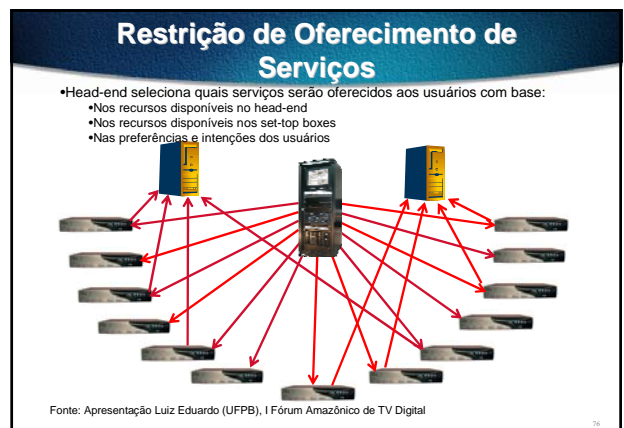 Restrição de Oferecimento de
Serviços
•Head-end seleciona quais serviços serão oferecidos aos usuários com base:
•Nos recursos disponíveis no head-end
•Nos recursos disponíveis nos set-top boxes
•Nas preferências e intenções dos usuários
Fonte: Apresentação Luiz Eduardo (UFPB), I Fórum Amazônico de TV Digital
76